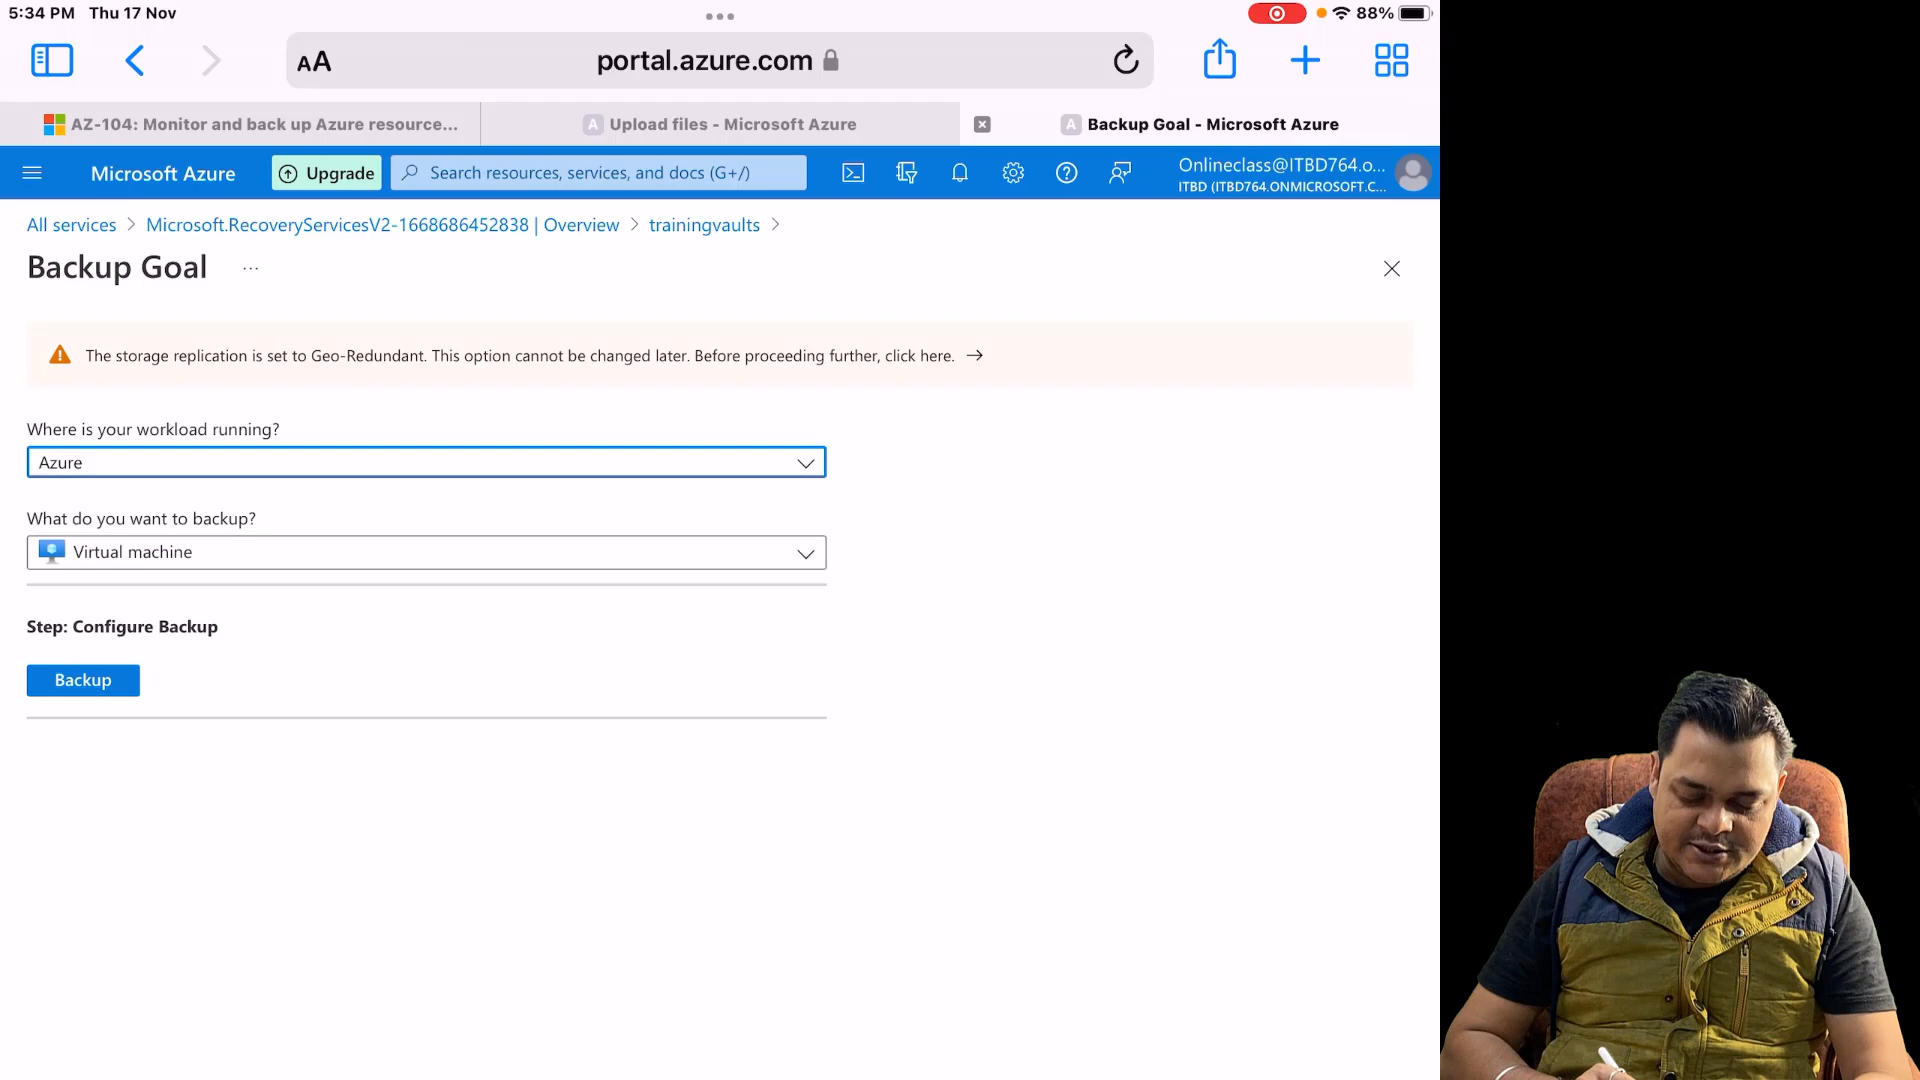 5:34 PM Thu 17 Nov
88%
AA
portal.azure.com
AZ-104: Monitor and back up Azure resource...
A Upload files - Microsoft Azure
A Backup Goal - Microsoft Azure
Microsoft Azure
Upgrade
Search resources, services, and docs (G+/)
Onlineclass@ITBD764.o...
ITBD (ITBD764.ONMICROSOFT.C...
All services > Microsoft.RecoveryServicesV2-1668686452838 | Overview > trainingvaults >
Backup Goal ...
The storage replication is set to Geo-Redundant. This option cannot be changed later. Before proceeding further, click here. →
Where is your workload running?
Azure
What do you want to backup?
Virtual machine
Step: Configure Backup
Backup